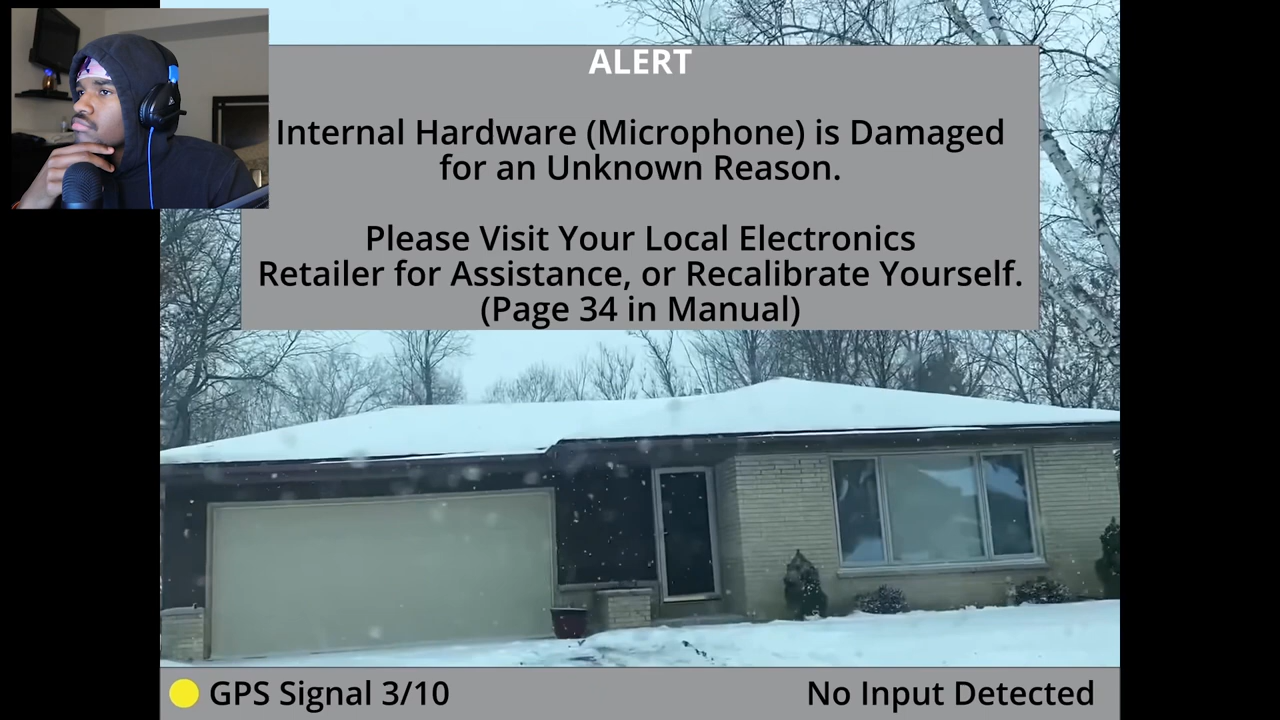 ALERT
Internal Hardware (Microphone) is Damaged
for an Unknown Reason.
Please Visit Your Local Electronics
Retailer for Assistance, or Recalibrate Yourself.
(Page 34 in Manual)
GPS Signal 3/10
No Input Detected